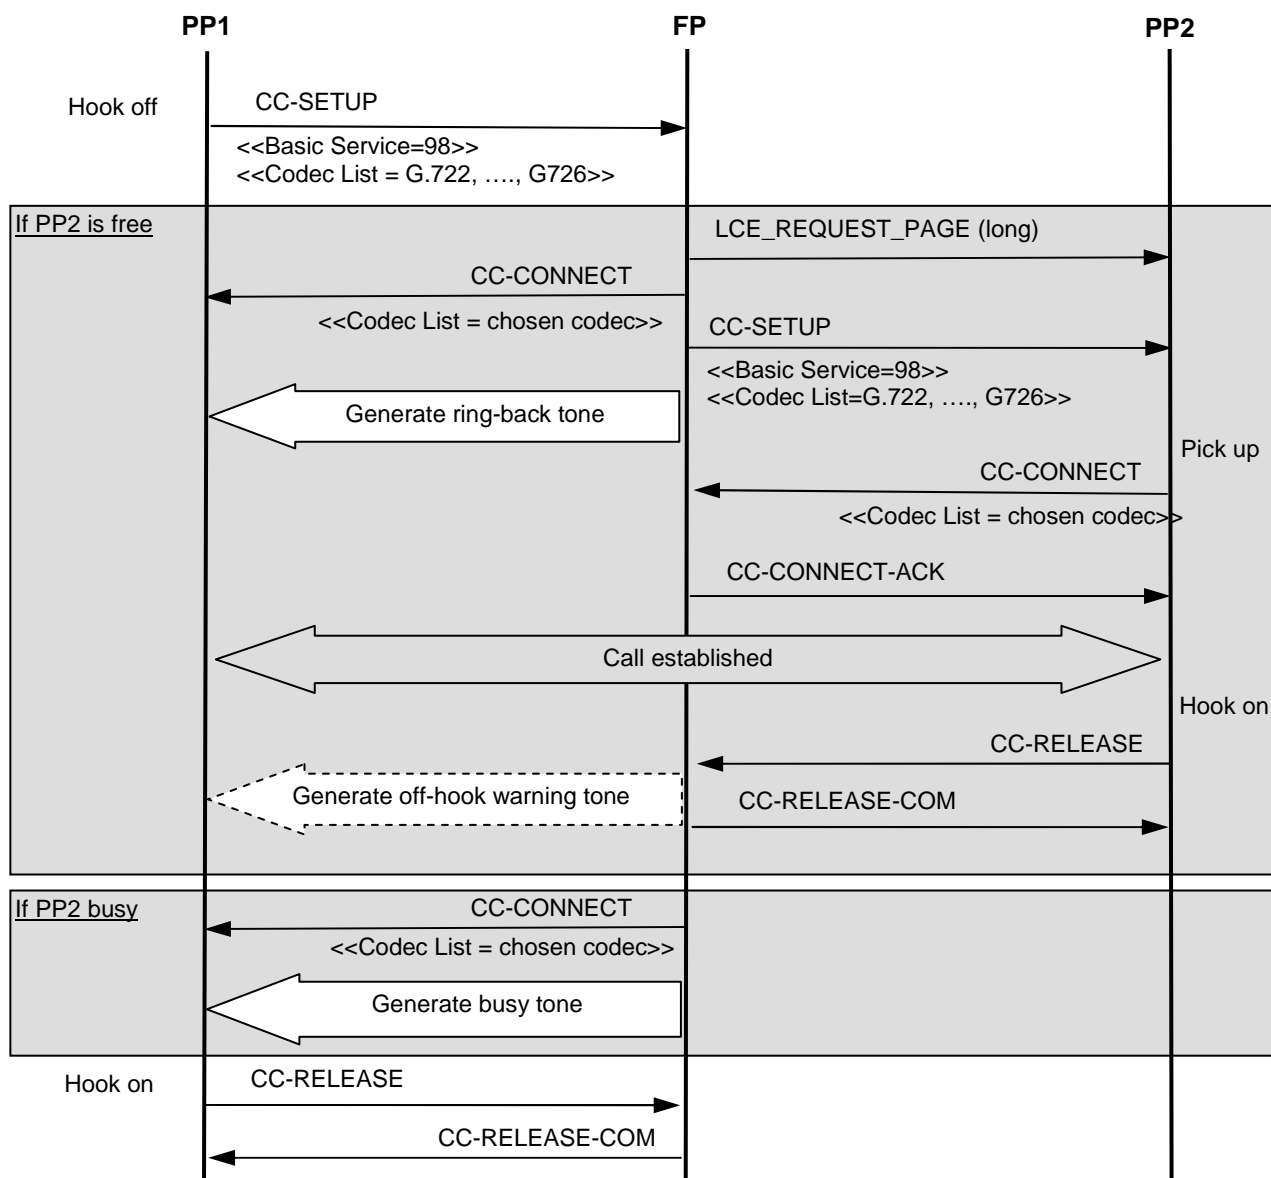 PP1
FP
PP2
Hook off
CC-SETUP
<<Basic Service=98>>
<<Codec List = G.722, …., G726>>
If PP2 is free
LCE_REQUEST_PAGE (long)
CC-CONNECT
<<Codec List = chosen codec>>
CC-SETUP
<<Basic Service=98>>
<<Codec List=G.722, …., G726>>
Generate ring-back tone
Pick up
CC-CONNECT
<<Codec List = chosen codec>>
CC-CONNECT-ACK
Call established
Hook on
CC-RELEASE
Generate off-hook warning tone
CC-RELEASE-COM
If PP2 busy
CC-CONNECT
<<Codec List = chosen codec>>
Generate busy tone
Hook on
CC-RELEASE
CC-RELEASE-COM